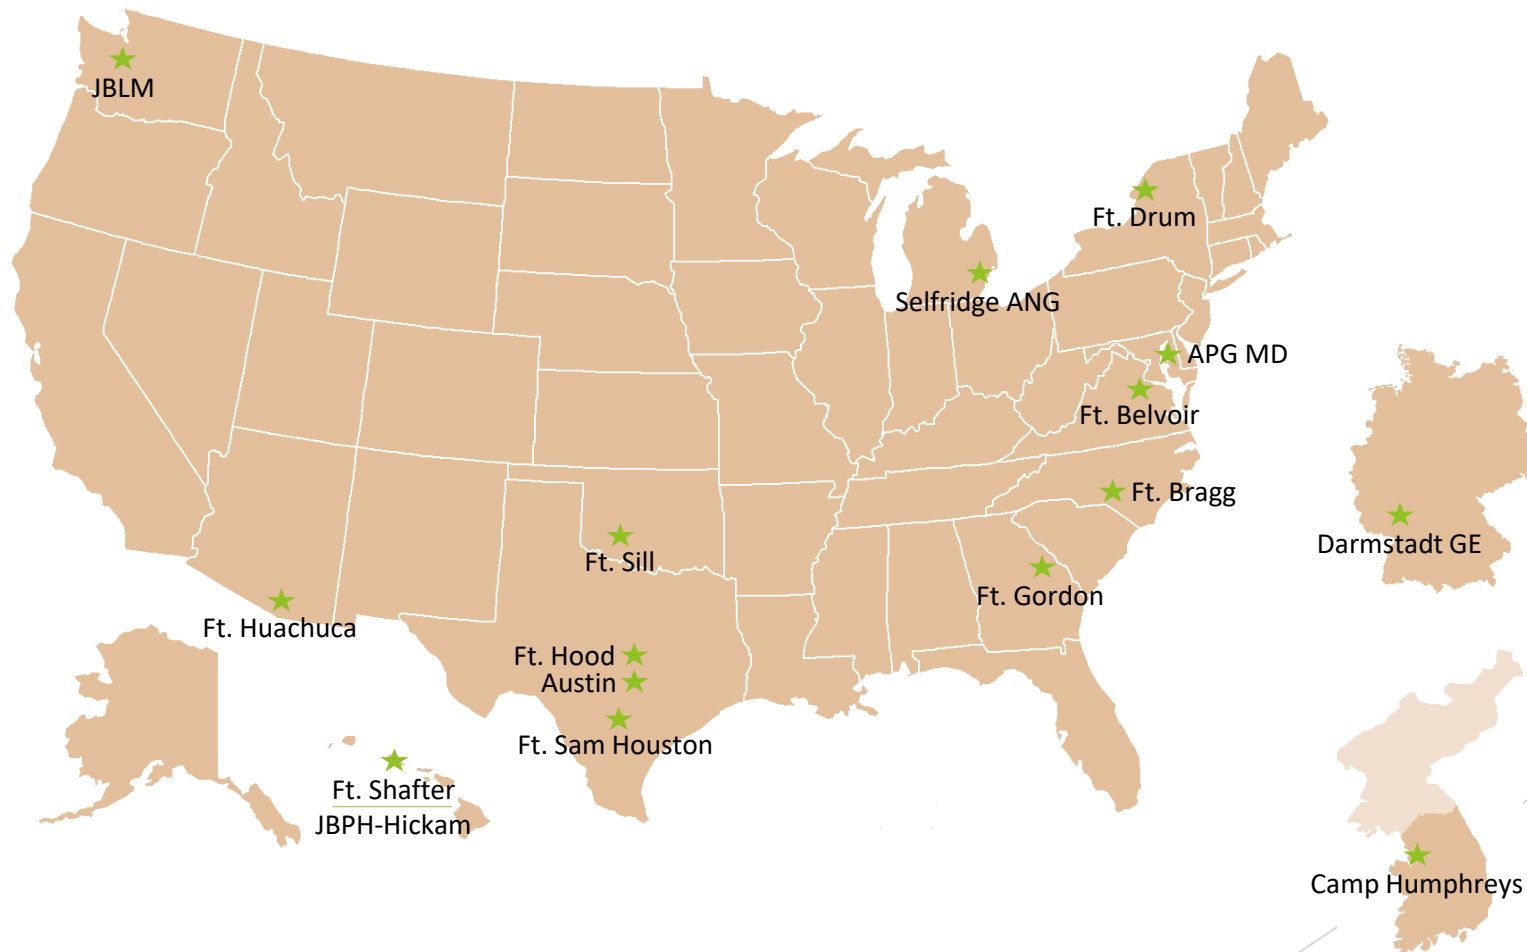 JBLM
Ft. Drum
Selfridge ANG
APG MD
Ft. Belvoir
Ft. Bragg
Ft. Sill
Darmstadt GE
Ft. Gordon
Ft. Huachuca
Ft. Hood
Austin
Ft. Sam Houston
Ft. Shafter
JBPH-Hickam
Camp Humphreys